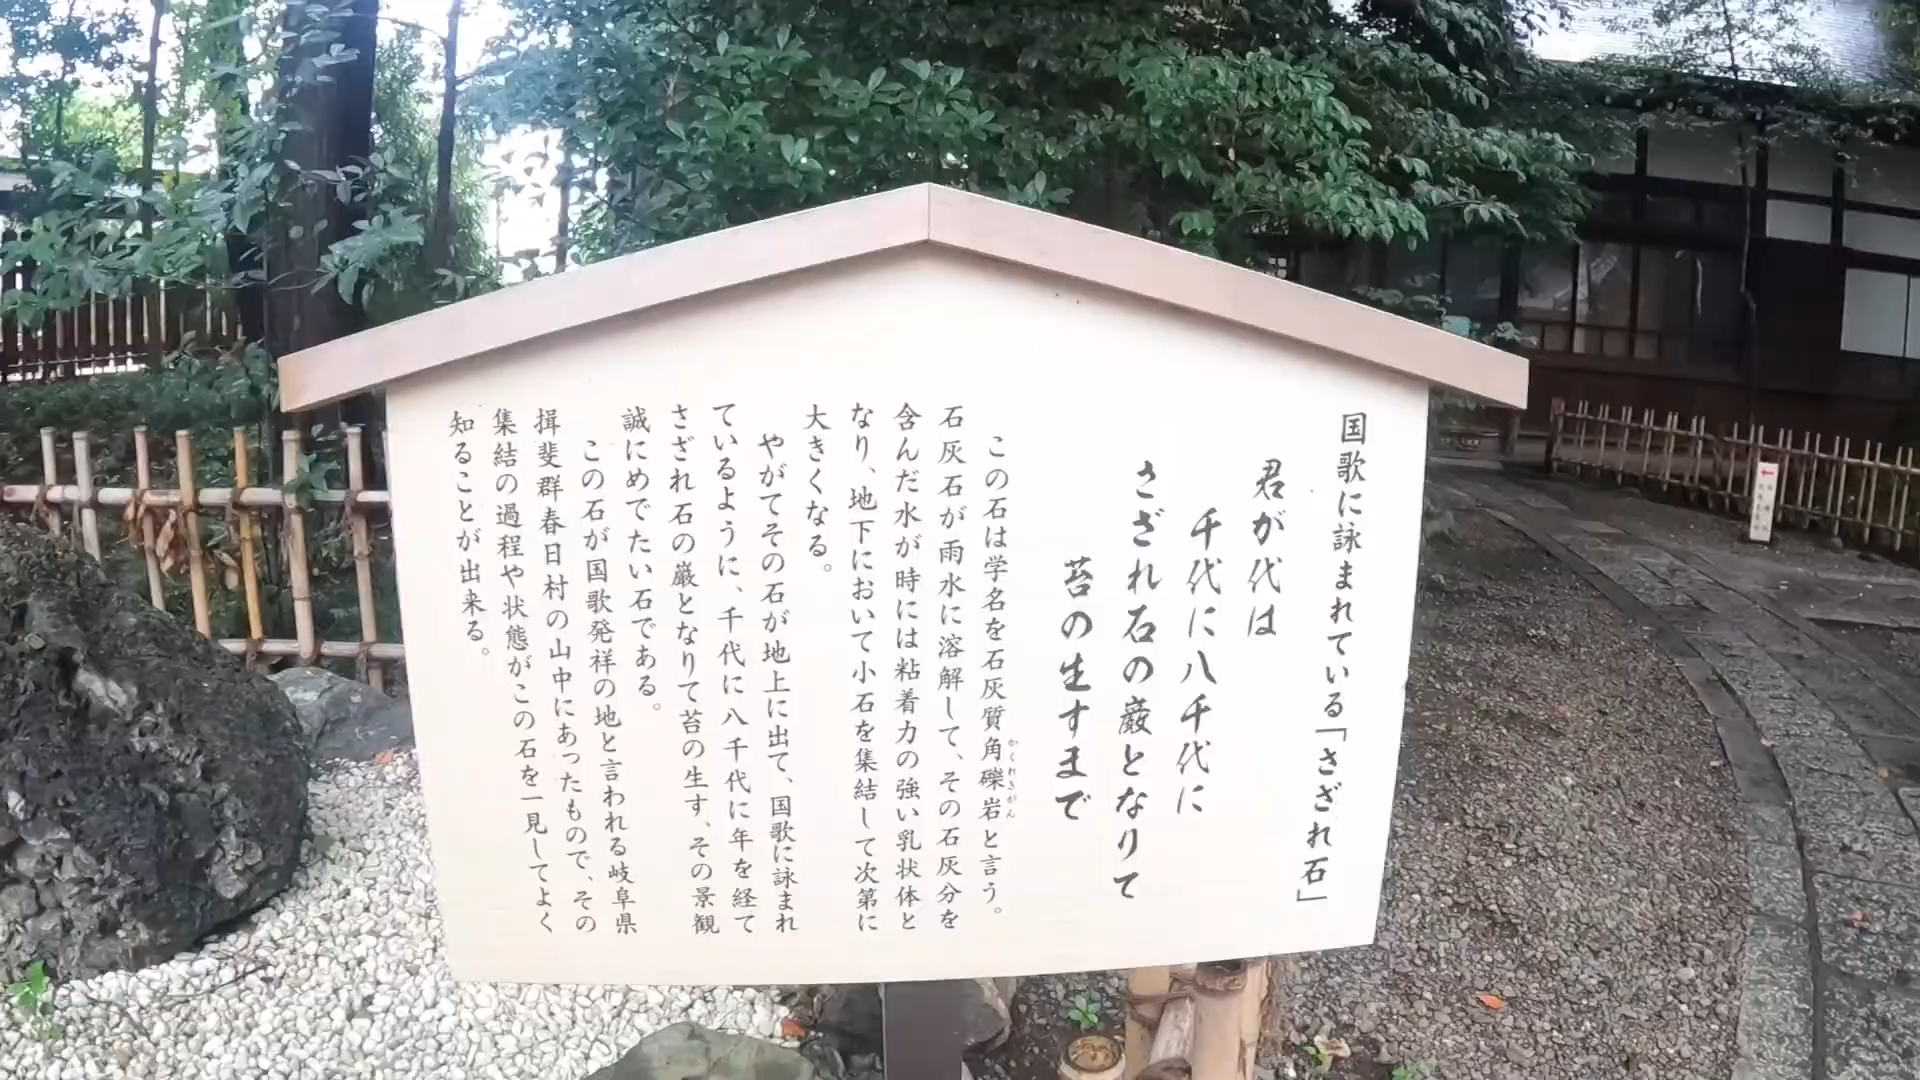 国歌に詠まれている「さざれ石」
君が代は
千代に八千代に
さざれ石の巌となりて
苔の生すまで
この石は学名を石灰質角礫岩と言う。
かくれきがん
石灰石が雨水に溶解して、その石灰分を
含んだ水が時には粘着力の強い乳状体と
なり、地下において小石を集結して次第に
大きくなる。
やがてその石が地上に出て、国歌に詠まれ
ているように、千代に八千代に年を経て
さざれ石の巌となりて苔の生す、その景観
誠にめでたい石である。
この石が国歌発祥の地と言われる岐阜県
揖斐群春日村の山中にあったもので、その
集結の過程や状態がこの石を一見してよく
知ることが出来る。